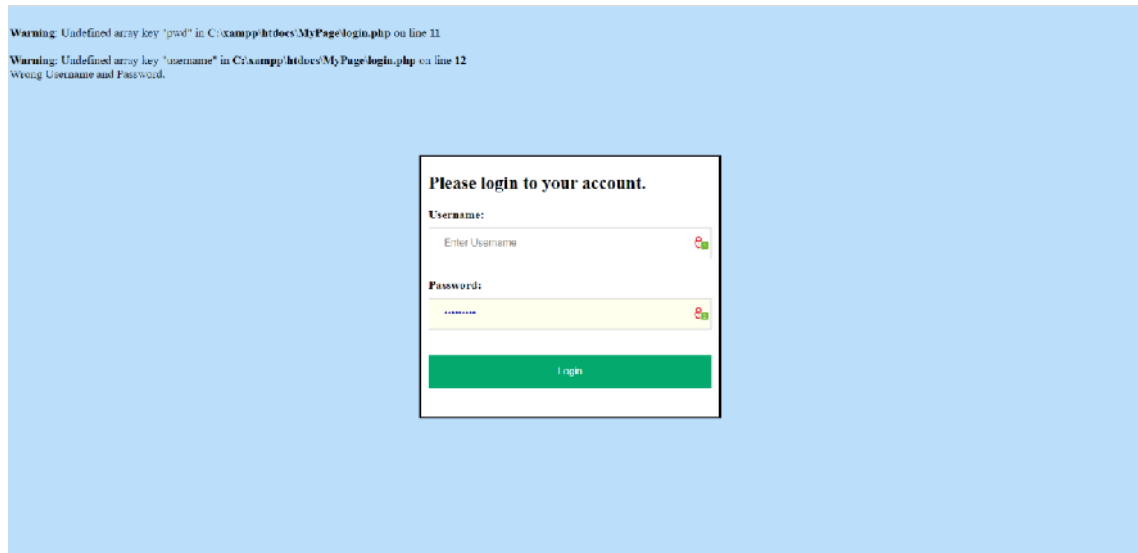 Warning: Undefined array key "pwd" in C:\xampp\htdocs\MyPage\login.php on line 11
Warning: Undefined array key "username" in C:\xampp\htdocs\MyPage\login.php on line 12
Wrong Username and Password.
Please login to your account.
Username:
Enter Username
Password:
Login